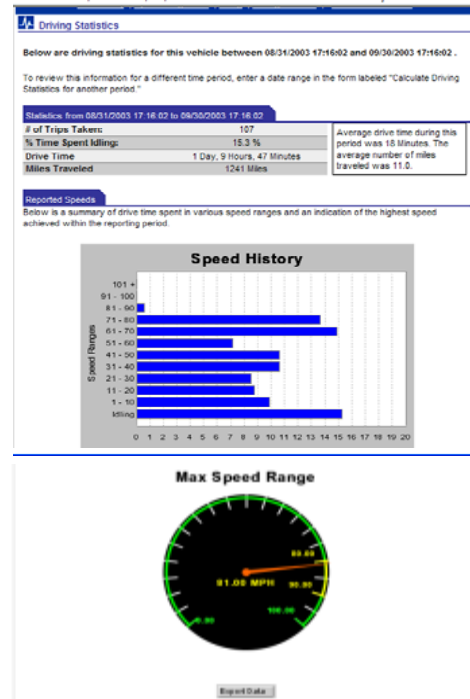 Driving Statistics
Below are driving statistics for this vehicle between 08/31/2003 17:16:02 and 09/30/2003 17:16:02 .
To review this information for a different time period, enter a date range in the form labeled "Calculate Driving
Statistics for another period."
Statistics from 08/31/2003 17:16:02 to 09/30/2003 17:16:02
# of Trips Taken: 107
% Time Spent Idling: 15.3 %
Drive Time 1 Day, 9 Hours, 47 Minutes
Miles Traveled 1241 Miles
Average drive time during this
period was 18 Minutes. The
average number of miles
traveled was 11.0.
Reported Speeds
Below is a summary of drive time spent in various speed ranges and an indication of the highest speed
achieved within the reporting period.
Speed History
Speed Ranges
101 +
91 - 100
81 - 90
71 - 80
61 - 70
51 - 60
41 - 50
31 - 40
21 - 30
11 - 20
1 - 10
Idling
0 1 2 3 4 5 6 7 8 9 10 11 12 13 14 15 16 17 18 19 20
Max Speed Range
80.00
81.00 MPH
90.00
100.00
0.00
Export Data